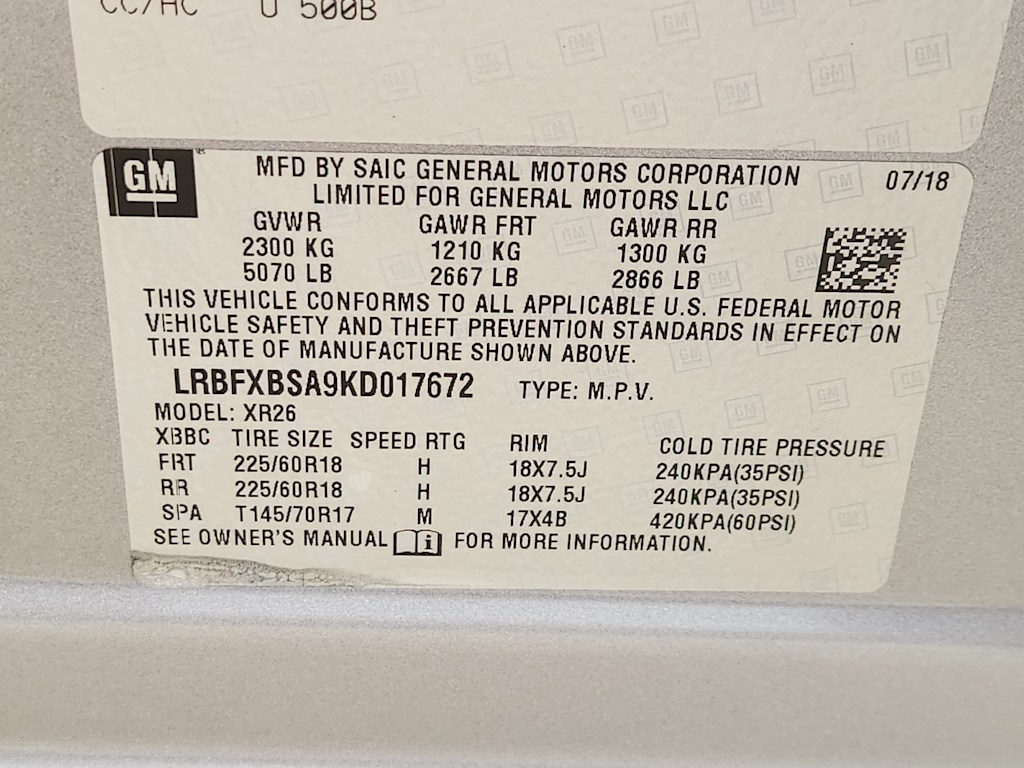 CC/HC U 500B
GM
MFD BY SAIC GENERAL MOTORS CORPORATION 07/18
LIMITED FOR GENERAL MOTORS LLC
GVWR GAWR FRT GAWR RR
2300 KG 1210 KG 1300 KG
5070 LB 2667 LB 2866 LB
THIS VEHICLE CONFORMS TO ALL APPLICABLE U.S. FEDERAL MOTOR
VEHICLE SAFETY AND THEFT PREVENTION STANDARDS IN EFFECT ON
THE DATE OF MANUFACTURE SHOWN ABOVE.
LRBFXBSA9KD017672 TYPE: M.P.V.
MODEL: XR26
XBBC TIRE SIZE SPEED RTG RIM COLD TIRE PRESSURE
FRT 225/60R18 H 18X7.5J 240KPA(35PSI)
RR 225/60R18 H 18X7.5J 240KPA(35PSI)
SPA T145/70R17 M 17X4B 420KPA(60PSI)
SEE OWNER'S MANUAL i FOR MORE INFORMATION.